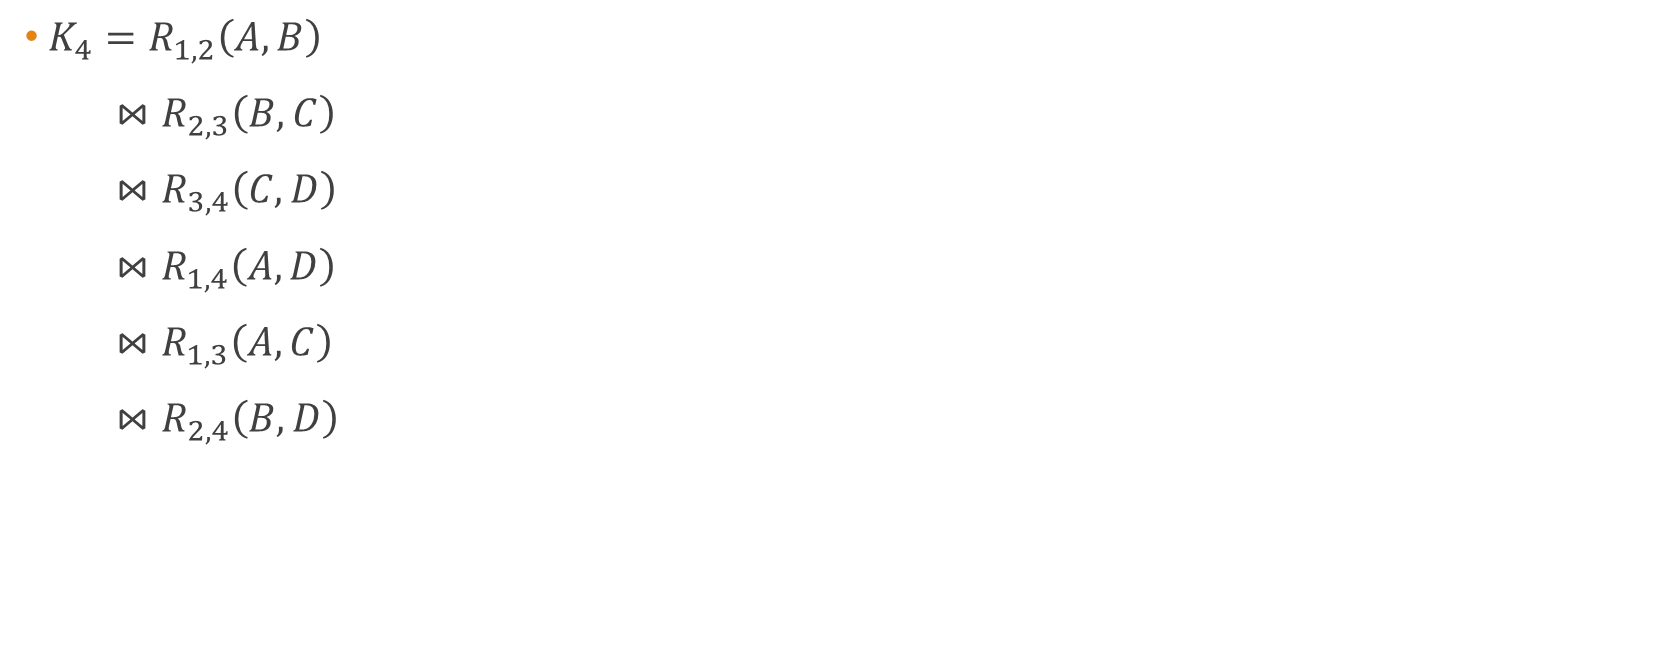 • K₄ = R₁,₂(A, B)
⋈ R₂,₃(B, C)
⋈ R₃,₄(C, D)
⋈ R₁,₄(A, D)
⋈ R₁,₃(A, C)
⋈ R₂,₄(B, D)